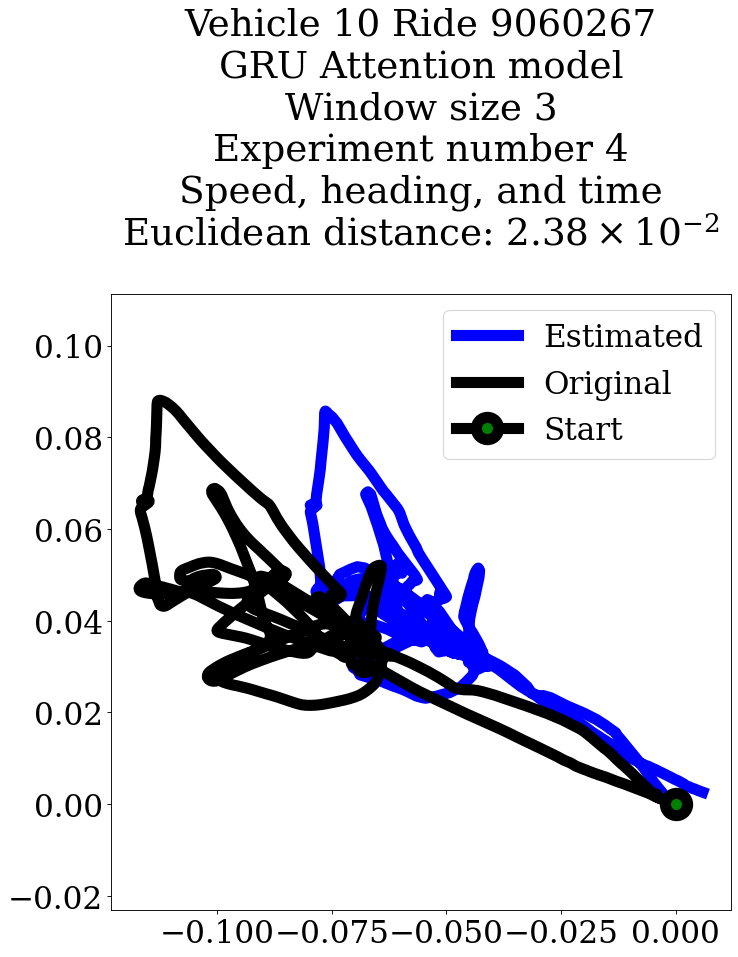 Vehicle 10 Ride 9060267
GRU Attention model
Window size 3
Experiment number 4
Speed, heading, and time
Euclidean distance: 2.38 × 10⁻²
Estimated
Original
Start
0.10
0.08
0.06
0.04
0.02
0.00
−0.02
−0.100 −0.075 −0.050 −0.025 0.000